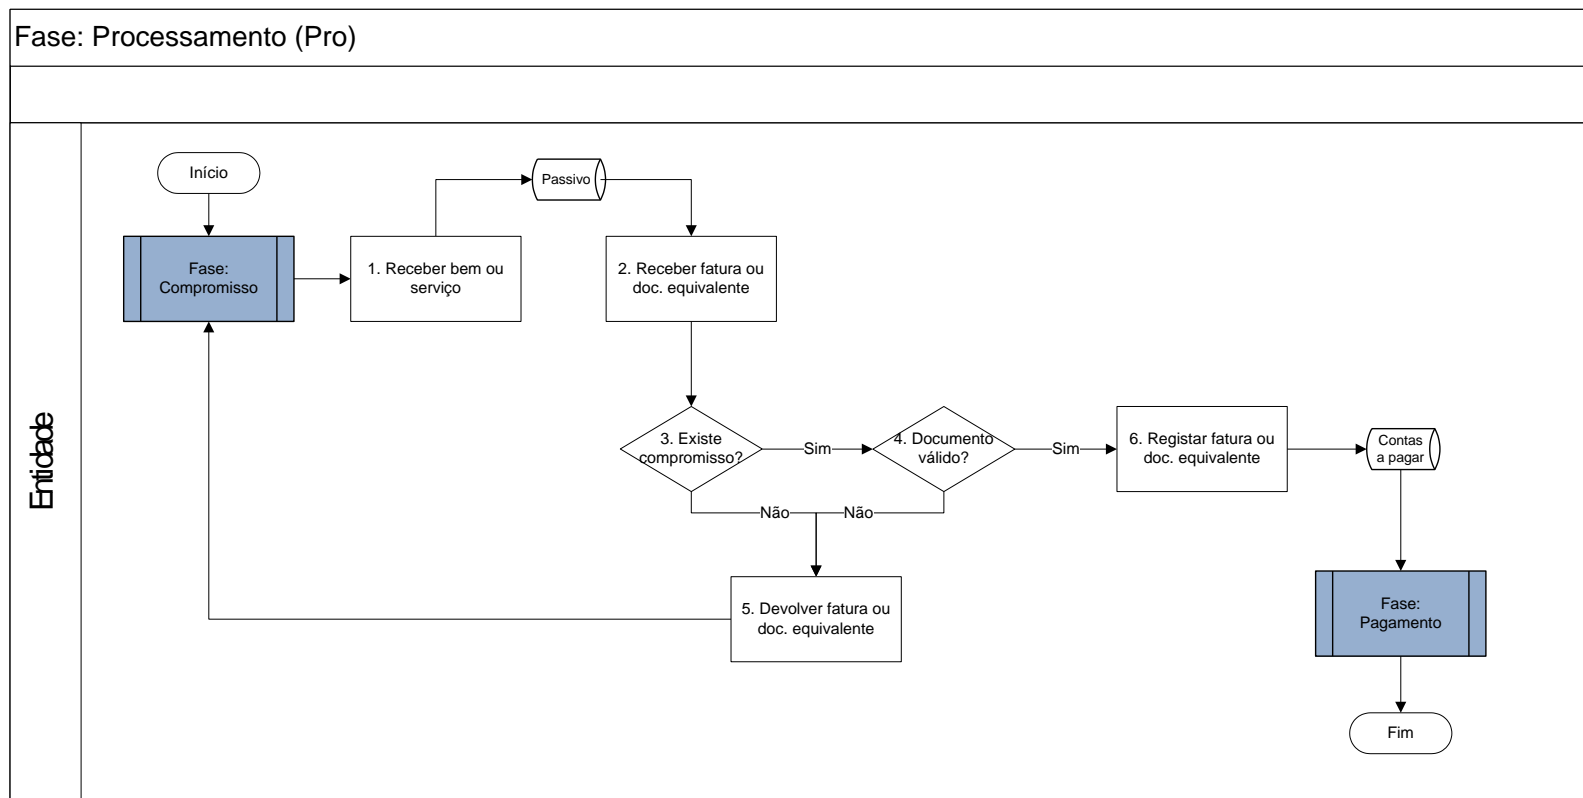 Fase: Processamento (Pro)
Entidade
Início
Passivo
Fase:
Compromisso
1. Receber bem ou
serviço
2. Receber fatura ou
doc. equivalente
3. Existe
compromisso?
Sim
4. Documento
válido?
Sim
6. Registar fatura ou
doc. equivalente
Contas
a pagar
Não
Não
5. Devolver fatura ou
doc. equivalente
Fase:
Pagamento
Fim